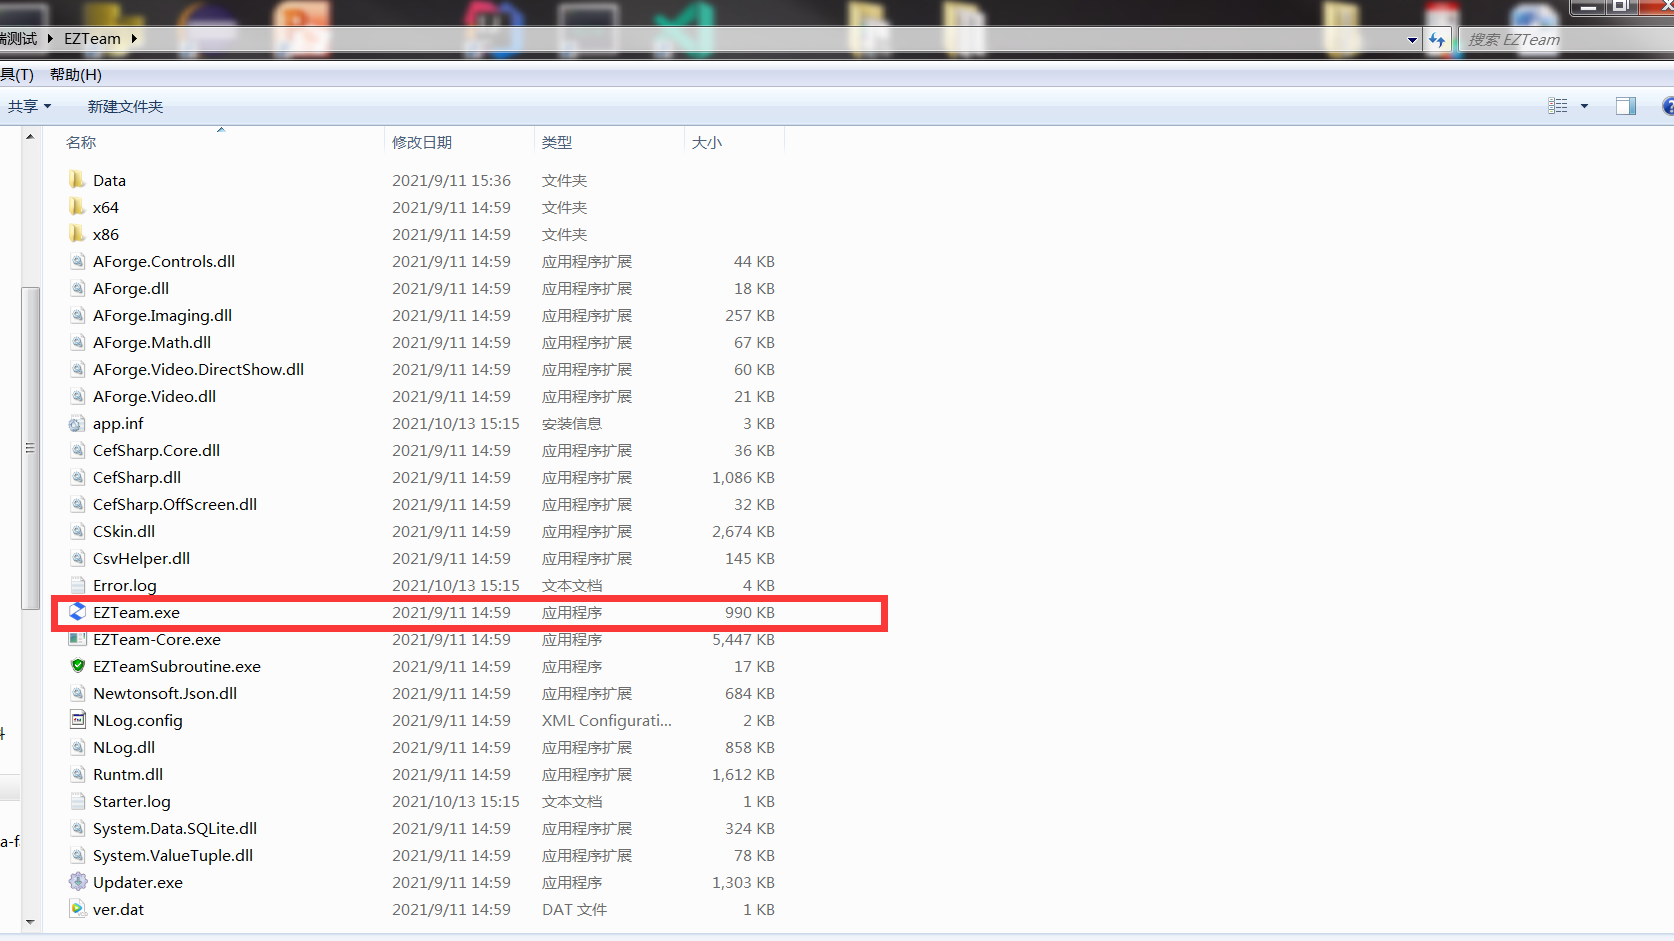 端测试 EZTeam 搜索 EZTeam
具(T) 帮助(H)
共享 新建文件夹
名称 修改日期 类型 大小
Data 2021/9/11 15:36 文件夹
x64 2021/9/11 14:59 文件夹
x86 2021/9/11 14:59 文件夹
AForge.Controls.dll 2021/9/11 14:59 应用程序扩展 44 KB
AForge.dll 2021/9/11 14:59 应用程序扩展 18 KB
AForge.Imaging.dll 2021/9/11 14:59 应用程序扩展 257 KB
AForge.Math.dll 2021/9/11 14:59 应用程序扩展 67 KB
AForge.Video.DirectShow.dll 2021/9/11 14:59 应用程序扩展 60 KB
AForge.Video.dll 2021/9/11 14:59 应用程序扩展 21 KB
app.inf 2021/10/13 15:15 安装信息 3 KB
CefSharp.Core.dll 2021/9/11 14:59 应用程序扩展 36 KB
CefSharp.dll 2021/9/11 14:59 应用程序扩展 1,086 KB
CefSharp.OffScreen.dll 2021/9/11 14:59 应用程序扩展 32 KB
CSkin.dll 2021/9/11 14:59 应用程序扩展 2,674 KB
CsvHelper.dll 2021/9/11 14:59 应用程序扩展 145 KB
Error.log 2021/10/13 15:15 文本文档 4 KB
EZTeam.exe 2021/9/11 14:59 应用程序 990 KB
EZTeam-Core.exe 2021/9/11 14:59 应用程序 5,447 KB
EZTeamSubroutine.exe 2021/9/11 14:59 应用程序 17 KB
Newtonsoft.Json.dll 2021/9/11 14:59 应用程序扩展 684 KB
NLog.config 2021/9/11 14:59 XML Configurati... 2 KB
NLog.dll 2021/9/11 14:59 应用程序扩展 858 KB
Runtm.dll 2021/9/11 14:59 应用程序扩展 1,612 KB
Starter.log 2021/10/13 15:15 文本文档 1 KB
System.Data.SQLite.dll 2021/9/11 14:59 应用程序扩展 324 KB
System.ValueTuple.dll 2021/9/11 14:59 应用程序扩展 78 KB
Updater.exe 2021/9/11 14:59 应用程序 1,303 KB
ver.dat 2021/9/11 14:59 DAT 文件 1 KB